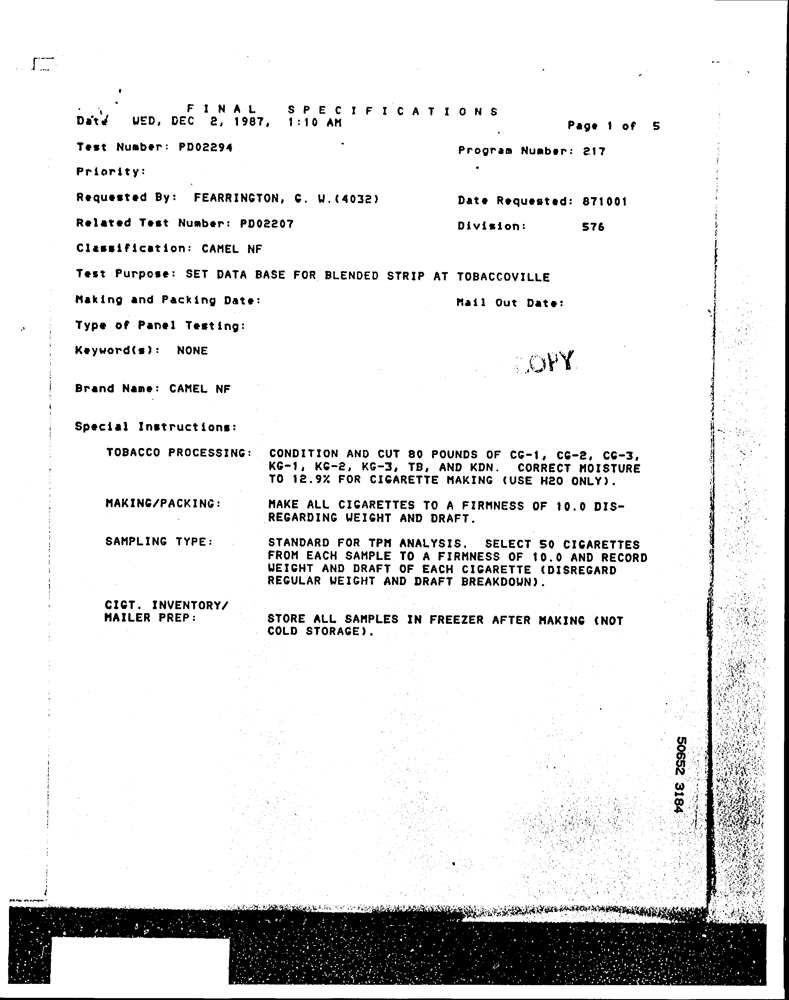 F I N A L   S P E C I F I C A T I O N S
Date WED, DEC 2, 1987, 1:10 AM Page 1 of 5
Test Number: PD02294 Program Number: 217
Priority:
Requested By: FEARRINGTON, G. W.(4032) Date Requested: 871001
Related Test Number: PD02207 Division: 576
Classification: CAMEL NF
Test Purpose: SET DATA BASE FOR BLENDED STRIP AT TOBACCOVILLE
Making and Packing Date: Mail Out Date:
Type of Panel Testing:
Keyword(s): NONE
COPY
Brand Name: CAMEL NF
Special Instructions:
TOBACCO PROCESSING: CONDITION AND CUT 80 POUNDS OF CG-1, CG-2, CG-3,
KG-1, KG-2, KG-3, TB, AND KDN. CORRECT MOISTURE
TO 12.9% FOR CIGARETTE MAKING (USE H2O ONLY).
MAKING/PACKING: MAKE ALL CIGARETTES TO A FIRMNESS OF 10.0 DIS-
REGARDING WEIGHT AND DRAFT.
SAMPLING TYPE: STANDARD FOR TPM ANALYSIS. SELECT 50 CIGARETTES
FROM EACH SAMPLE TO A FIRMNESS OF 10.0 AND RECORD
WEIGHT AND DRAFT OF EACH CIGARETTE (DISREGARD
REGULAR WEIGHT AND DRAFT BREAKDOWN).
CIGT. INVENTORY/
MAILER PREP: STORE ALL SAMPLES IN FREEZER AFTER MAKING (NOT
COLD STORAGE).
50652 3184